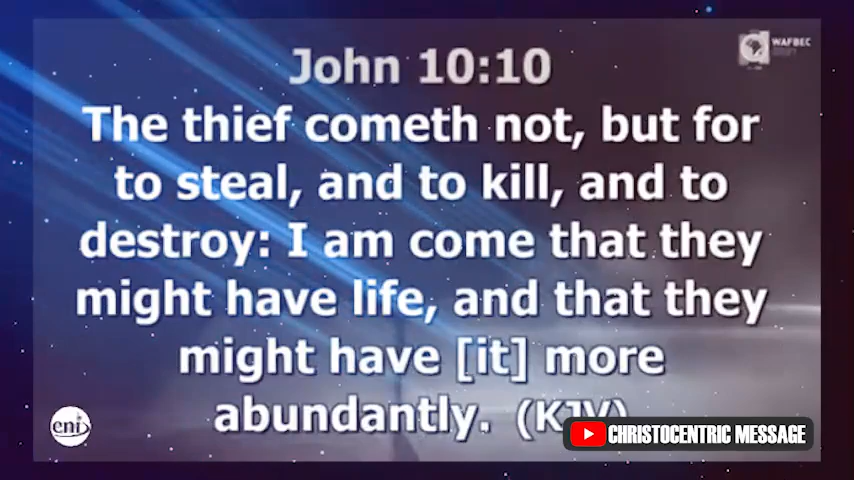 John 10:10
WAFBEC
The thief cometh not, but for
to steal, and to kill, and to
destroy: I am come that they
might have life, and that they
might have [it] more
abundantly. (KJV)
eni
CHRISTOCENTRIC MESSAGE